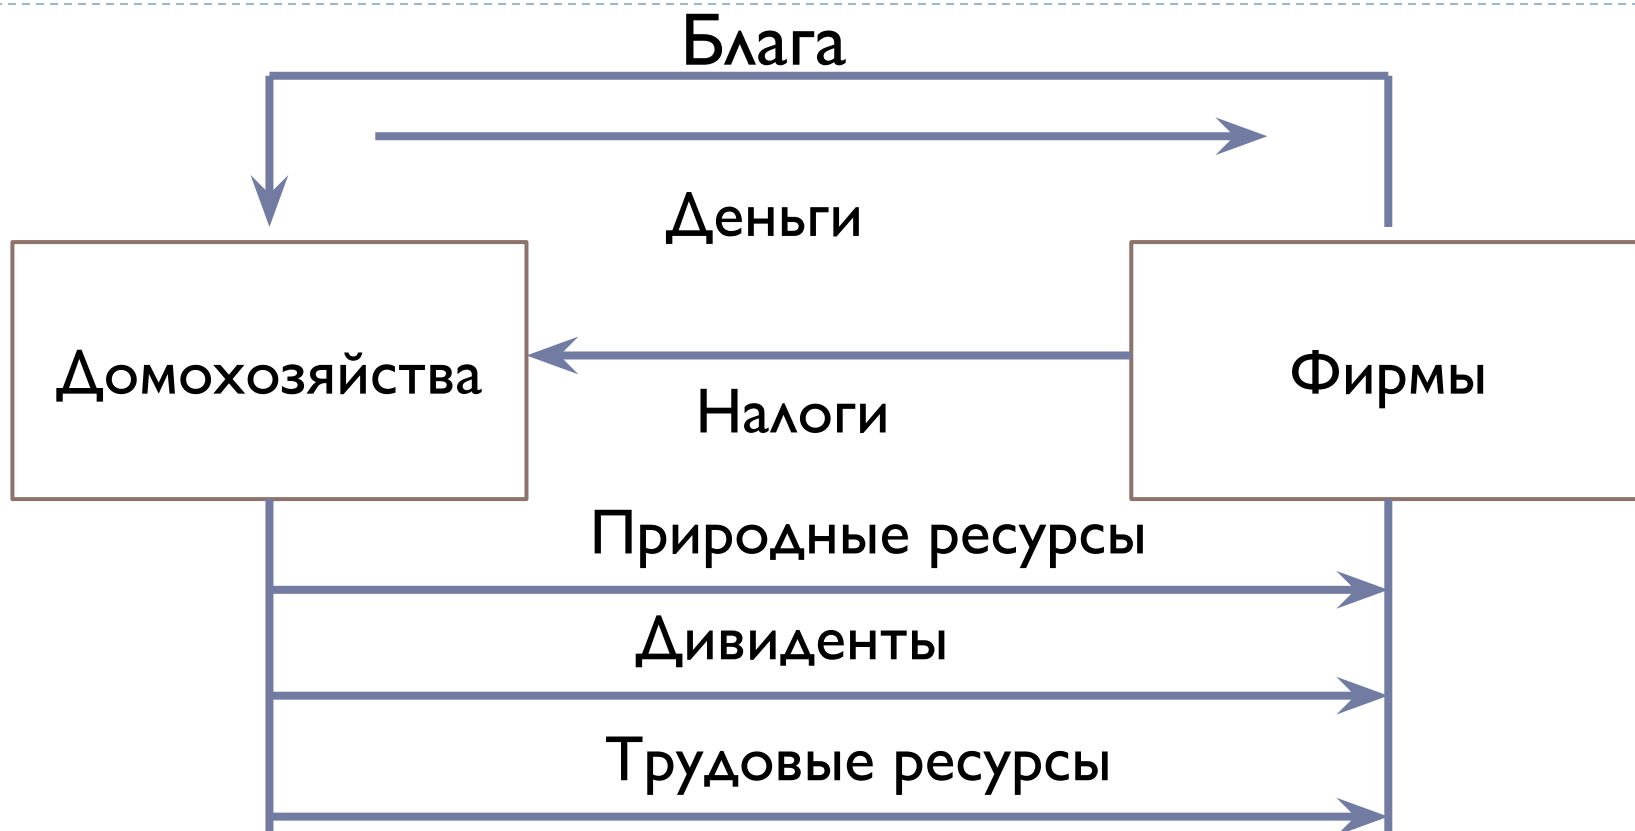 Блага
Деньги
Домохозяйства
Фирмы
Налоги
Природные ресурсы
Дивиденты
Трудовые ресурсы